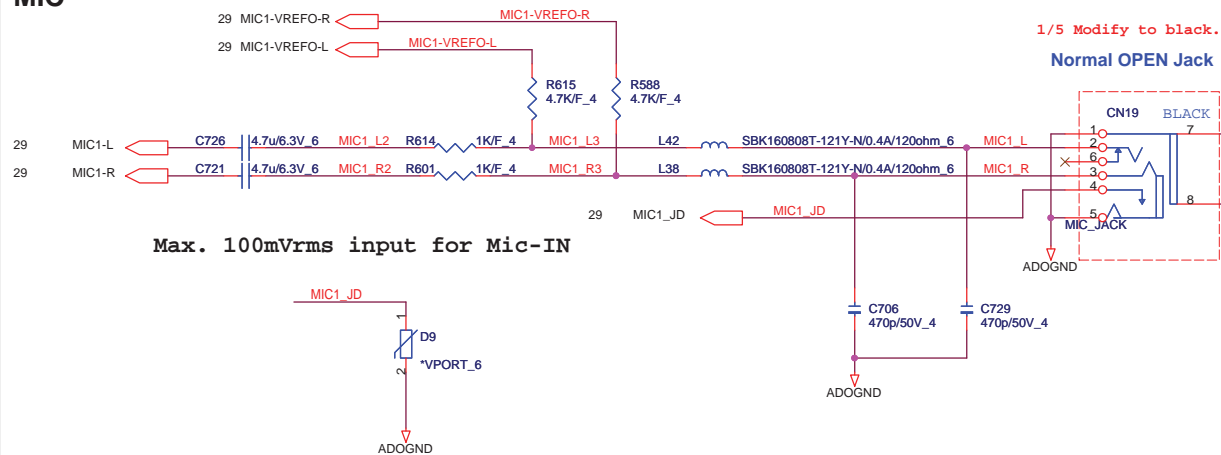 MIC
29 MIC1-VREFO-R
MIC1-VREFO-R
29 MIC1-VREFO-L
MIC1-VREFO-L
1/5 Modify to black.
Normal OPEN Jack
R615
4.7K/F_4
R588
4.7K/F_4
CN19
BLACK
29 MIC1-L
C726
4.7u/6.3V_6
MIC1_L2
R614
1K/F_4
MIC1_L3
L42
SBK160808T-121Y-N/0.4A/120ohm_6
MIC1_L
29 MIC1-R
C721
4.7u/6.3V_6
MIC1_R2
R601
1K/F_4
MIC1_R3
L38
SBK160808T-121Y-N/0.4A/120ohm_6
MIC1_R
1
2
6
3
4
5
7
8
29 MIC1_JD
MIC1_JD
MIC_JACK
ADOGND
Max. 100mVrms input for Mic-IN
MIC1_JD
1
D9
*VPORT_6
2
ADOGND
C706
470p/50V_4
C729
470p/50V_4
ADOGND